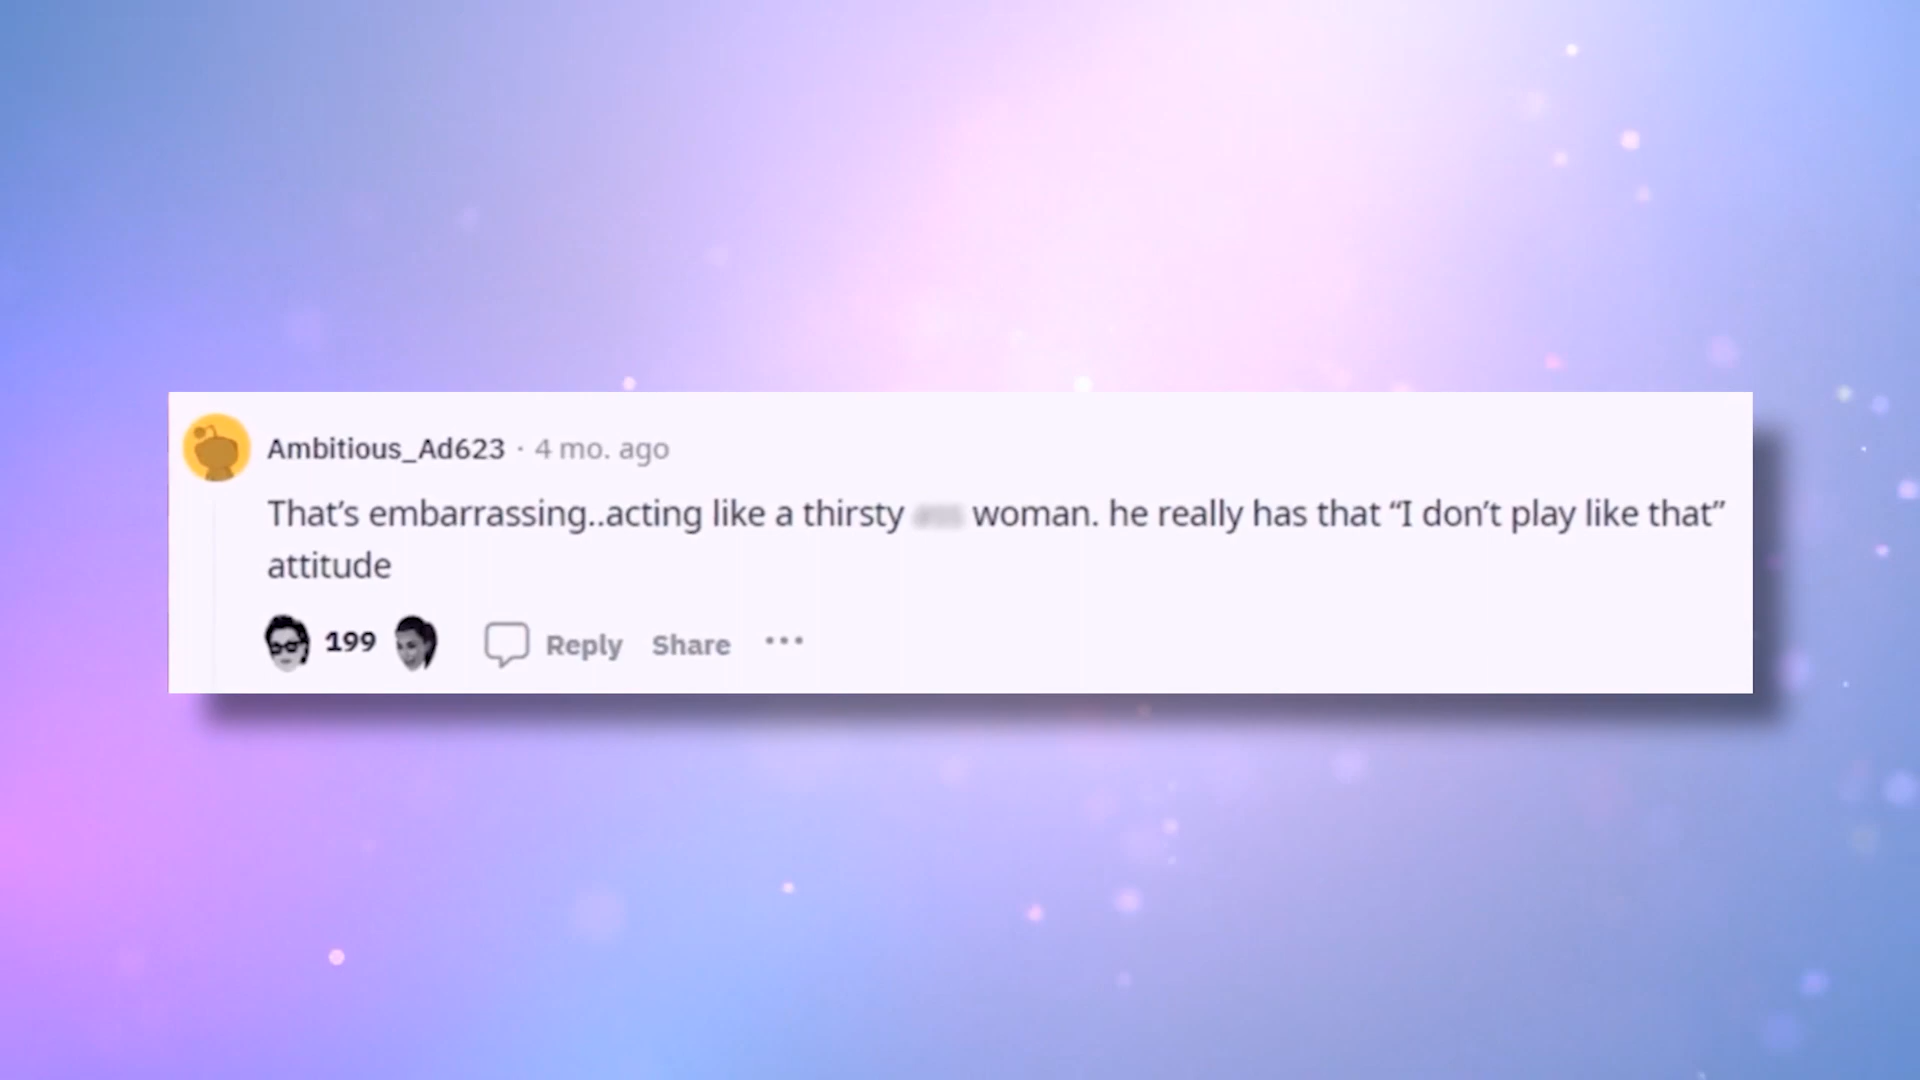 Ambitious_Ad623 · 4 mo. ago
That’s embarrassing..acting like a thirsty woman. he really has that “I don’t play like that”
attitude
199 Reply Share •••